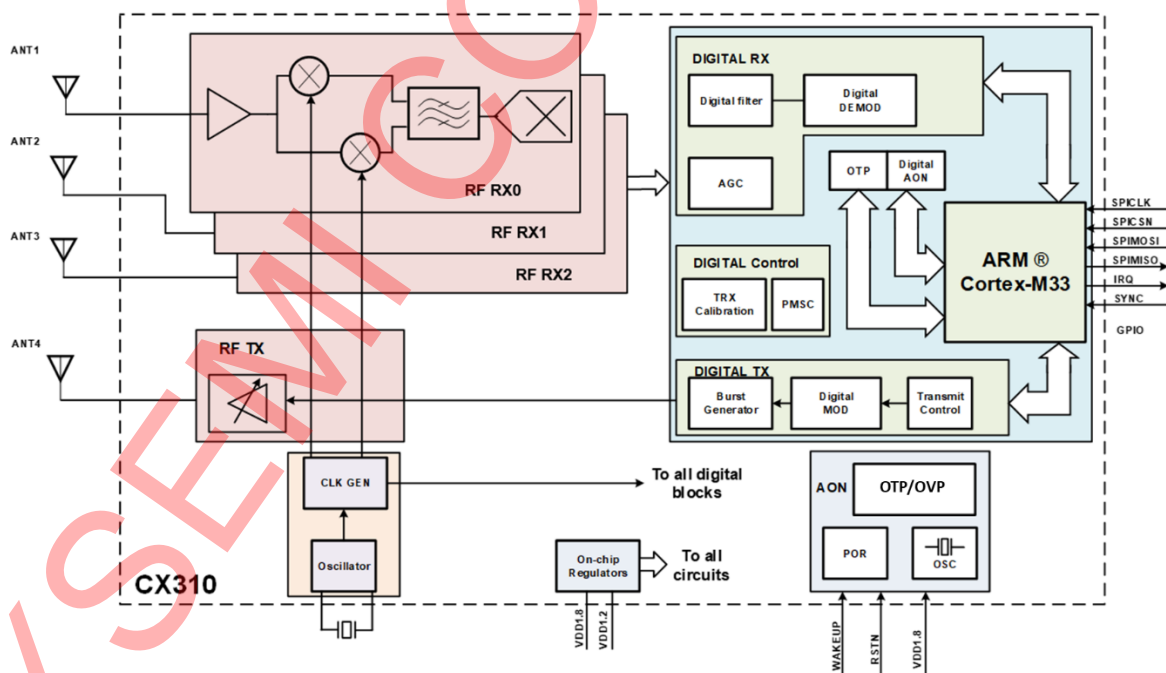 ANT1
ANT2
ANT3
ANT4
RF RX0
RF RX1
RF RX2
RF TX
CLK GEN
Oscillator
CX310
To all digital
blocks
On-chip
Regulators
To all
circuits
VDD1.8
VDD1.2
DIGITAL RX
Digital filter
Digital
DEMOD
AGC
OTP
Digital
AON
DIGITAL Control
TRX
Calibration
PMSC
ARM ®
Cortex-M33
DIGITAL TX
Burst
Generator
Digital
MOD
Transmit
Control
SPICLK
SPICSN
SPIMOSI
SPIMISO
IRQ
SYNC
GPIO
AON
OTP/OVP
POR
OSC
WAKEUP
RSTN
VDD1.8
YSEMI CO